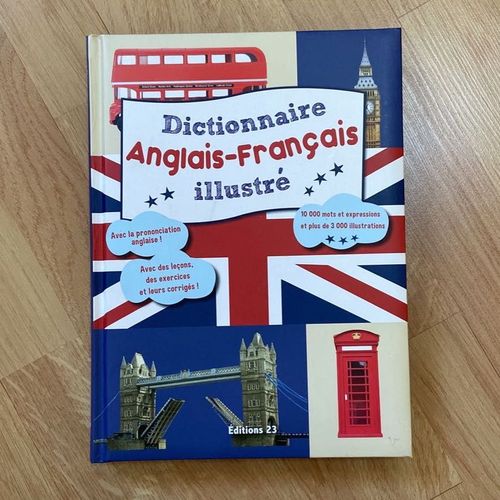 Dictionnaire
Anglais-Français
illustré
10 000 mots et expressions
et plus de 3 000 illustrations
Avec la prononciation
anglaise !
Avec des leçons,
des exercices
et leurs corrigés !
Éditions 23